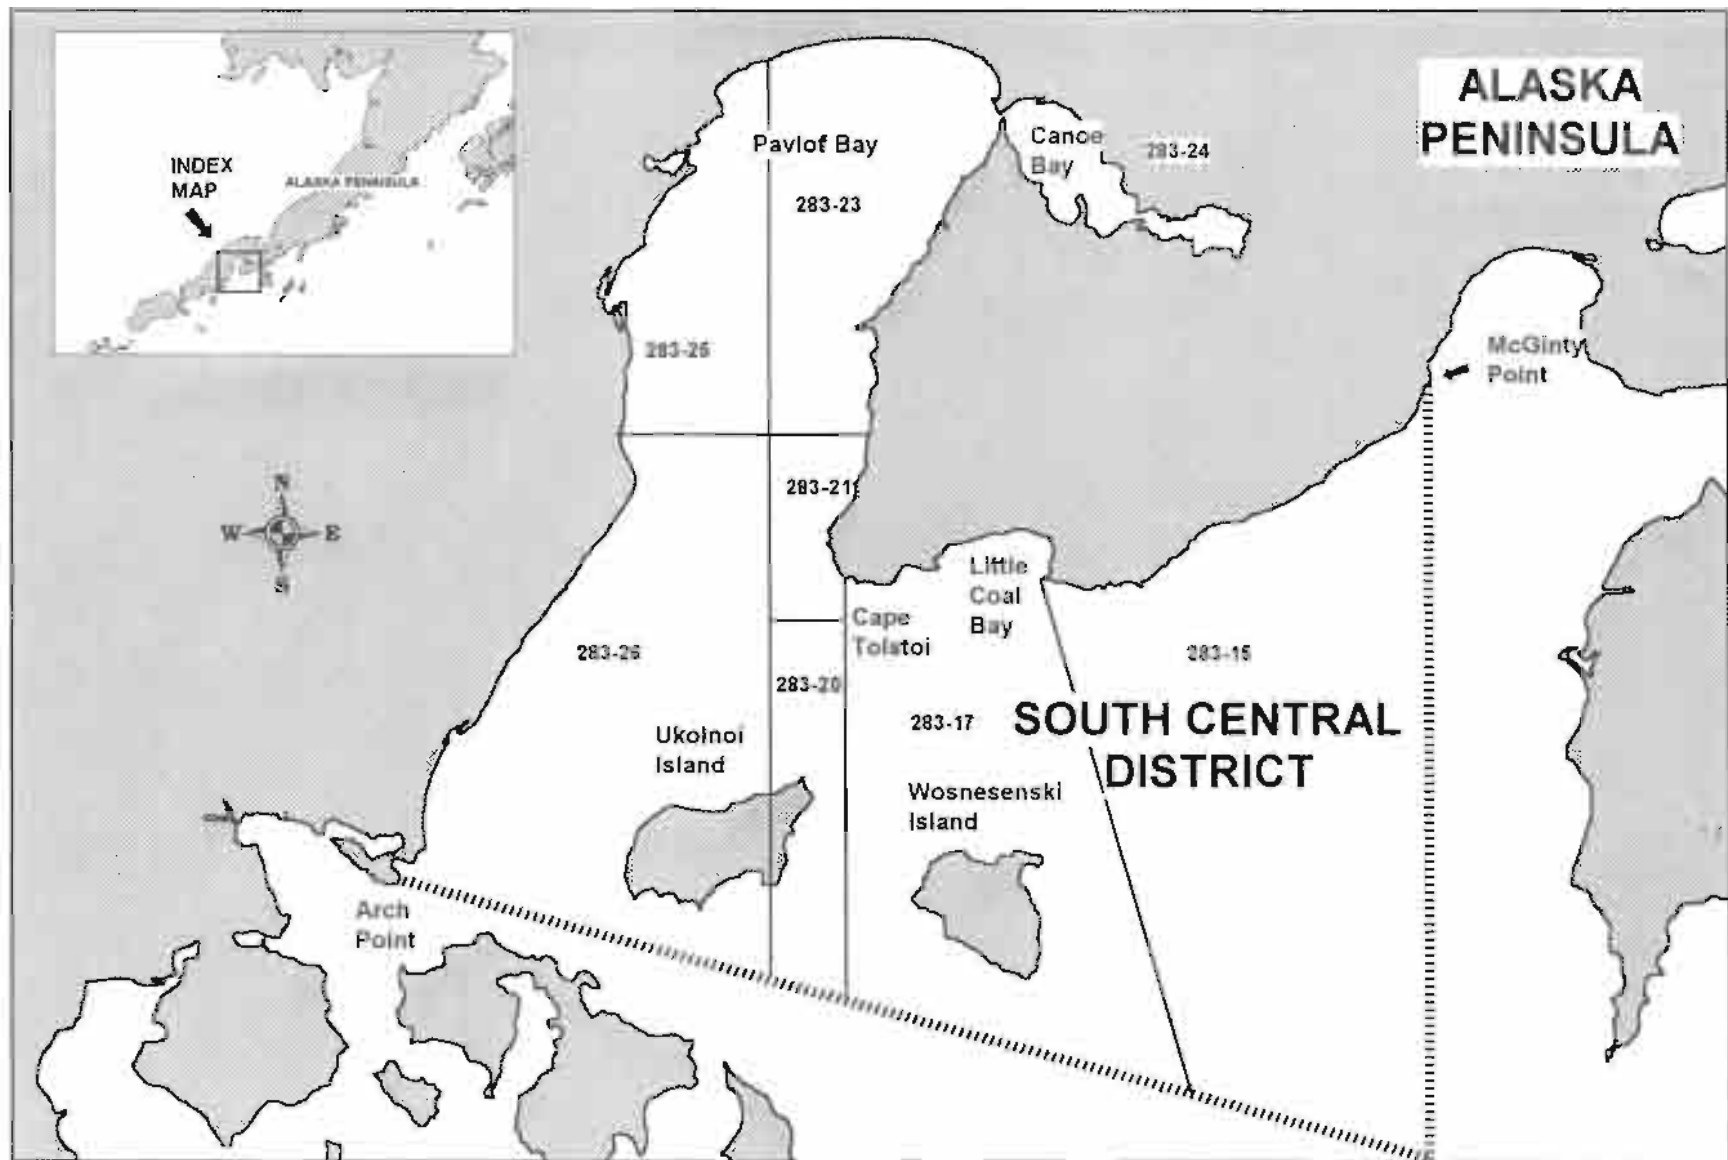 ALASKA
PENINSULA
INDEX
MAP
ALASKA PENINSULA
Pavlof Bay
Canoe
Bay
283-24
283-23
283-25
McGinty
Point
N
W
E
S
283-21
Little
Coal
Bay
Cape
Tolstoi
283-26
283-20
283-15
283-17
SOUTH CENTRAL
DISTRICT
Ukolnoi
Island
Wosnesenski
Island
Arch
Point